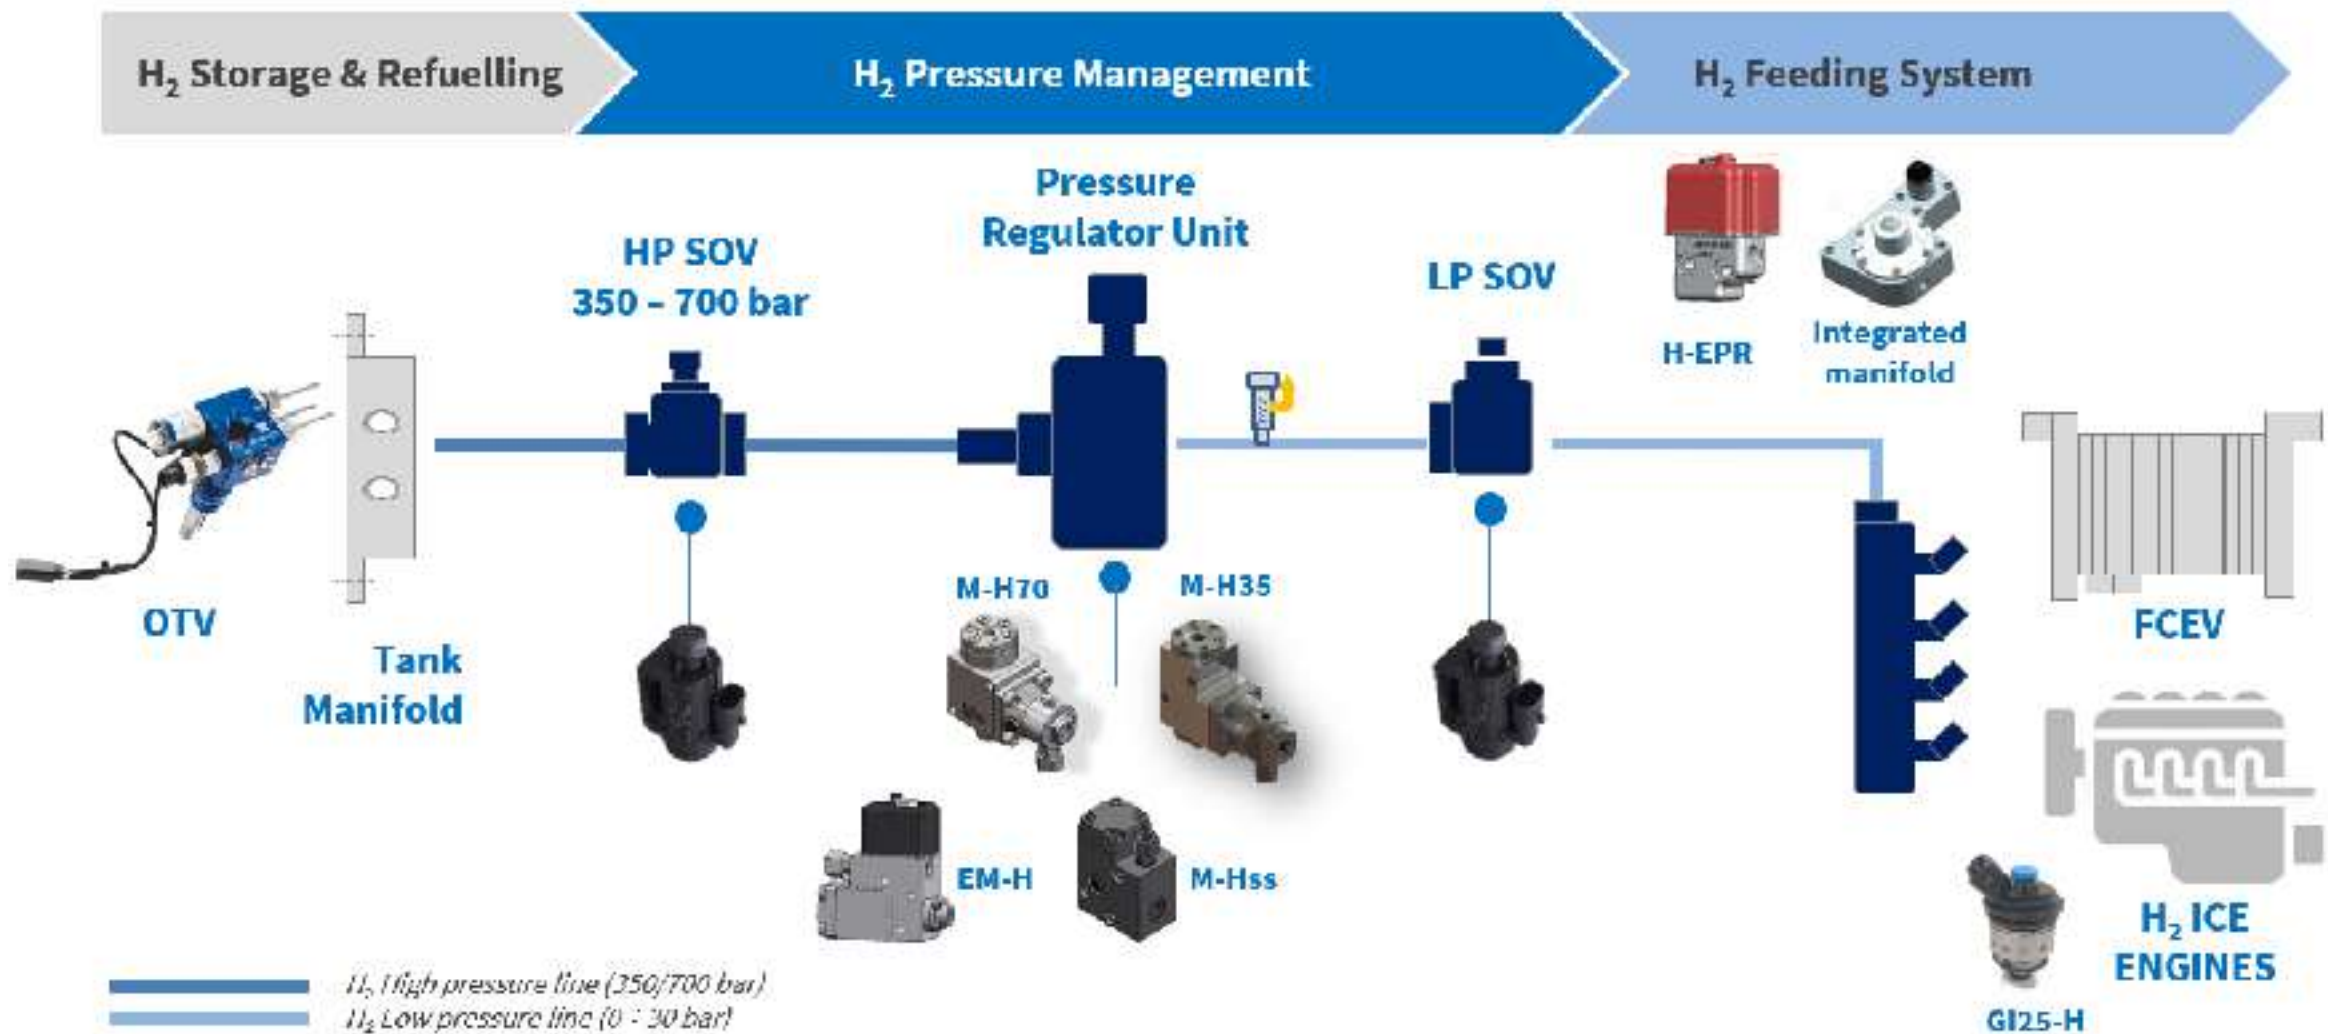 H₂ Storage & Refuelling
H₂ Pressure Management
H₂ Feeding System
Pressure
Regulator Unit
HP SOV
350 – 700 bar
LP SOV
H-EPR
Integrated
manifold
OTV
Tank
Manifold
M-H70
M-H35
FCEV
EM-H
M-Hss
H₂ ICE
ENGINES
GI25-H
H₂ High pressure line (350/700 bar)
H₂ Low pressure line (0 ÷ 30 bar)